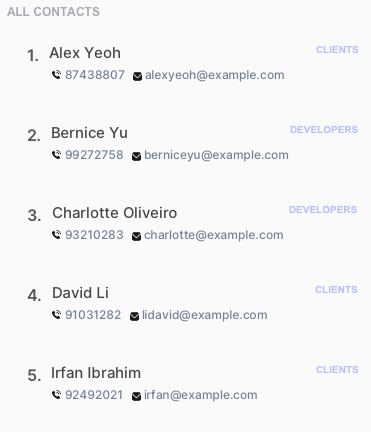 ALL CONTACTS
1. Alex Yeoh CLIENTS
87438807 alexyeoh@example.com
2. Bernice Yu DEVELOPERS
99272758 berniceyu@example.com
3. Charlotte Oliveiro DEVELOPERS
93210283 charlotte@example.com
4. David Li CLIENTS
91031282 lidavid@example.com
5. Irfan Ibrahim CLIENTS
92492021 irfan@example.com